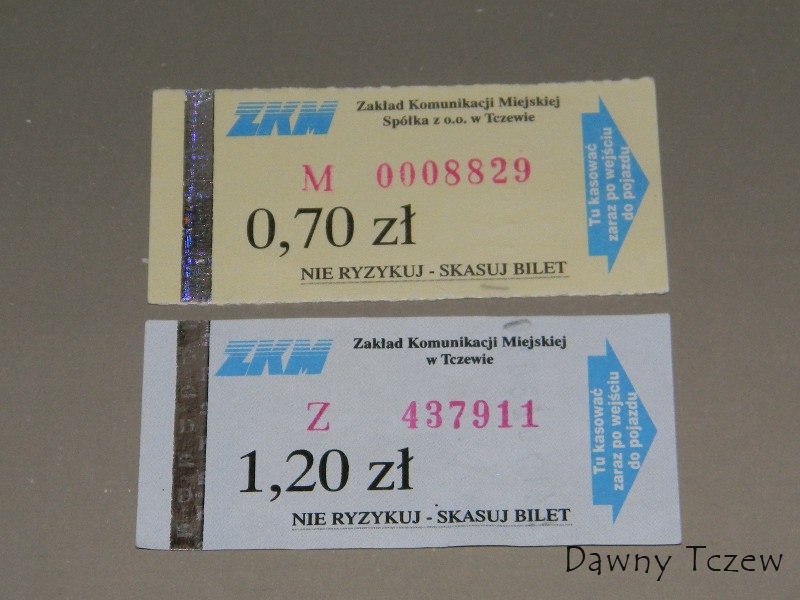 ZKM
Zakład Komunikacji Miejskiej
Spółka z o.o. w Tczewie
M 0008829
0,70 zł
NIE RYZYKUJ - SKASUJ BILET
Tu kasować
zaraz po wejściu
do pojazdu
ZKM
Zakład Komunikacji Miejskiej
w Tczewie
Z 437911
1,20 zł
NIE RYZYKUJ - SKASUJ BILET
Tu kasować
zaraz po wejściu
do pojazdu
Dawny Tczew